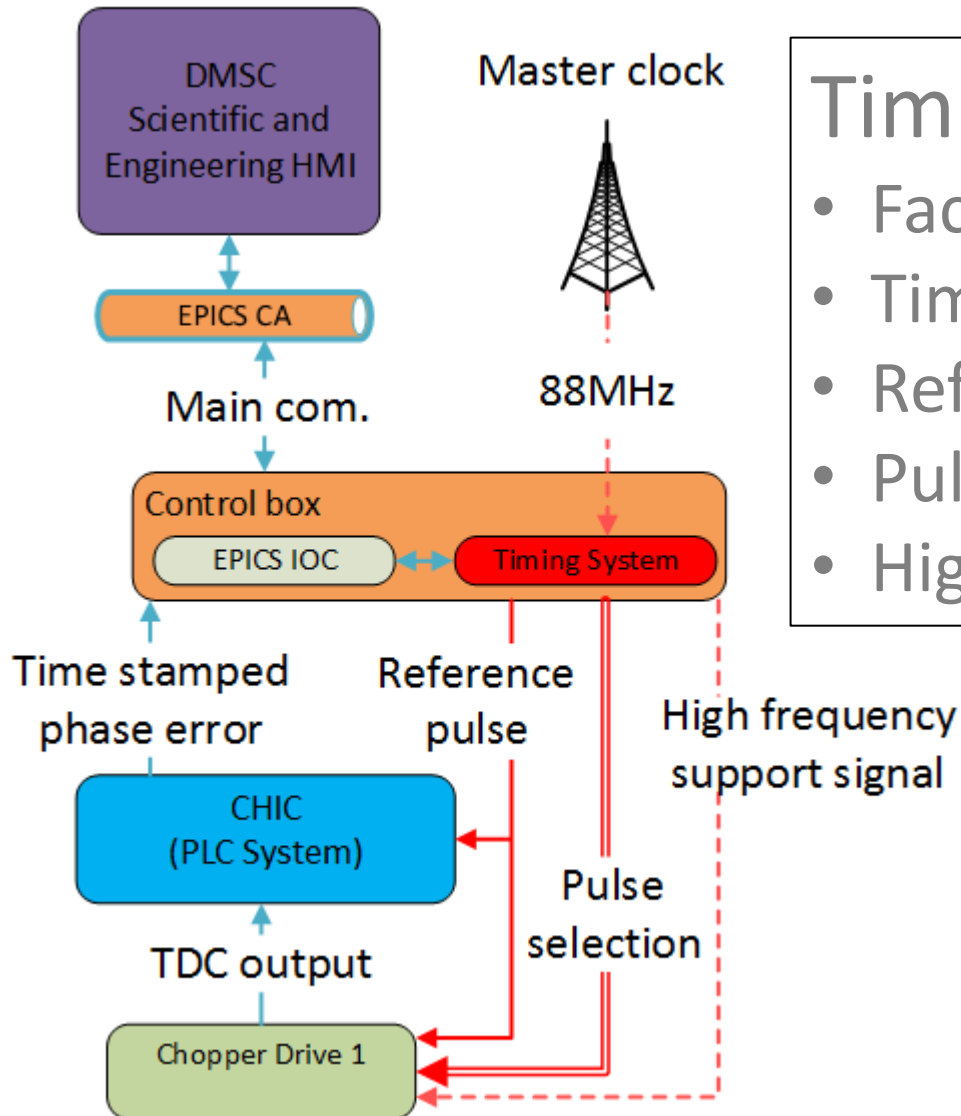 DMSC
Scientific and
Engineering HMI
Master clock
EPICS CA
88MHz
Main com.
Control box
EPICS IOC
Timing System
Time stamped
phase error
Reference
pulse
High frequency
support signal
CHIC
(PLC System)
Pulse
selection
TDC output
Chopper Drive 1
Tim
• Fac
• Tim
• Ref
• Pul
• Hig